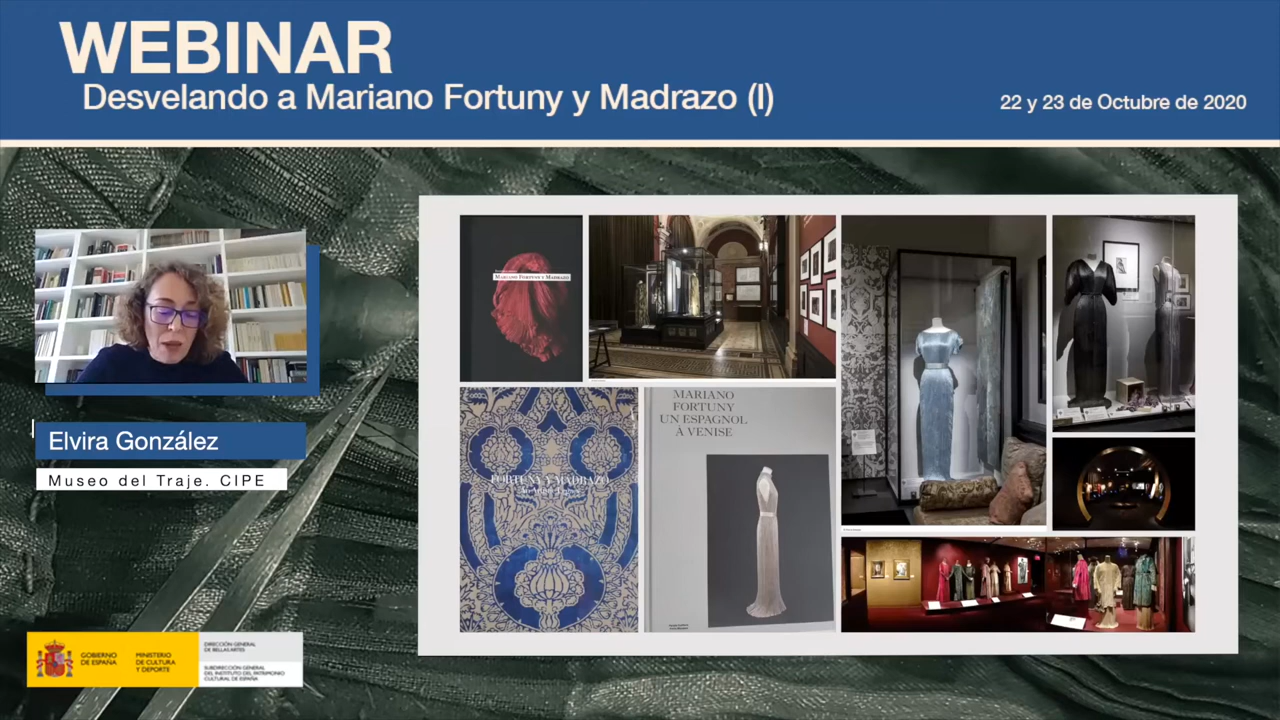 WEBINAR
Desvelando a Mariano Fortuny y Madrazo (I)
22 y 23 de Octubre de 2020
MARIANO FORTUNY Y MADRAZO
MARIANO
FORTUNY
UN ESPAGNOL
À VENISE
FORTUNY Y MADRAZO
Elvira González
Museo del Traje. CIPE
GOBIERNO
DE ESPAÑA
MINISTERIO
DE CULTURA
Y DEPORTE
DIRECCIÓN GENERAL
DE BELLAS ARTES
SUBDIRECCIÓN GENERAL
DEL INSTITUTO DEL PATRIMONIO
CULTURAL DE ESPAÑA